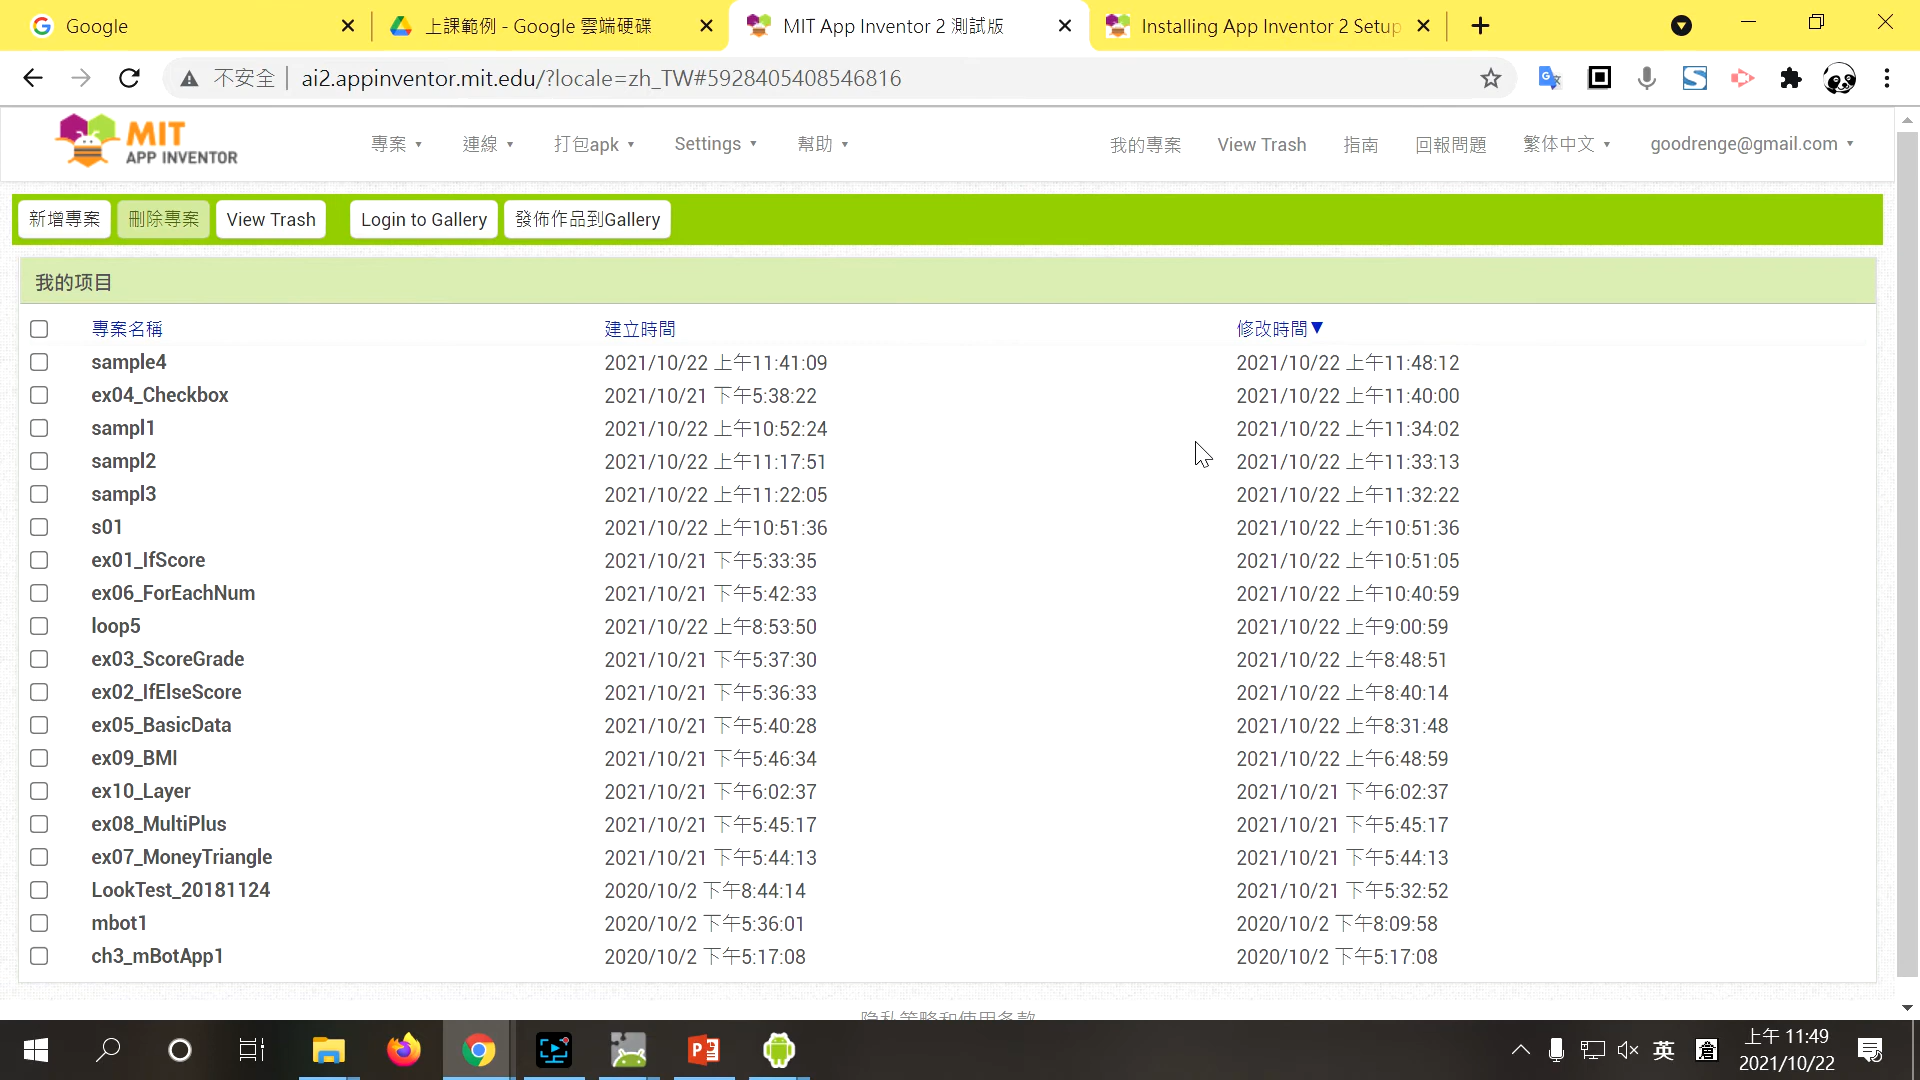 Google
上課範例 - Google 雲端硬碟
MIT App Inventor 2 測試版
Installing App Inventor 2 Setup
不安全
ai2.appinventor.mit.edu/?locale=zh_TW#5928405408546816
MIT
APP INVENTOR
專案
連線
打包apk
Settings
幫助
我的專案
View Trash
指南
回報問題
繁体中文
goodrenge@gmail.com
新增專案
刪除專案
View Trash
Login to Gallery
發佈作品到Gallery
我的項目
專案名稱 建立時間 修改時間▼
sample4 2021/10/22 上午11:41:09 2021/10/22 上午11:48:12
ex04_Checkbox 2021/10/21 下午5:38:22 2021/10/22 上午11:40:00
sampl1 2021/10/22 上午10:52:24 2021/10/22 上午11:34:02
sampl2 2021/10/22 上午11:17:51 2021/10/22 上午11:33:13
sampl3 2021/10/22 上午11:22:05 2021/10/22 上午11:32:22
s01 2021/10/22 上午10:51:36 2021/10/22 上午10:51:36
ex01_IfScore 2021/10/21 下午5:33:35 2021/10/22 上午10:51:05
ex06_ForEachNum 2021/10/21 下午5:42:33 2021/10/22 上午10:40:59
loop5 2021/10/22 上午8:53:50 2021/10/22 上午9:00:59
ex03_ScoreGrade 2021/10/21 下午5:37:30 2021/10/22 上午8:48:51
ex02_IfElseScore 2021/10/21 下午5:36:33 2021/10/22 上午8:40:14
ex05_BasicData 2021/10/21 下午5:40:28 2021/10/22 上午8:31:48
ex09_BMI 2021/10/21 下午5:46:34 2021/10/22 上午6:48:59
ex10_Layer 2021/10/21 下午6:02:37 2021/10/21 下午6:02:37
ex08_MultiPlus 2021/10/21 下午5:45:17 2021/10/21 下午5:45:17
ex07_MoneyTriangle 2021/10/21 下午5:44:13 2021/10/21 下午5:44:13
LookTest_20181124 2020/10/2 下午8:44:14 2021/10/21 下午5:32:52
mbot1 2020/10/2 下午5:36:01 2020/10/2 下午8:09:58
ch3_mBotApp1 2020/10/2 下午5:17:08 2020/10/2 下午5:17:08
隐私策略和使用条款
英
倉
上午 11:49
2021/10/22